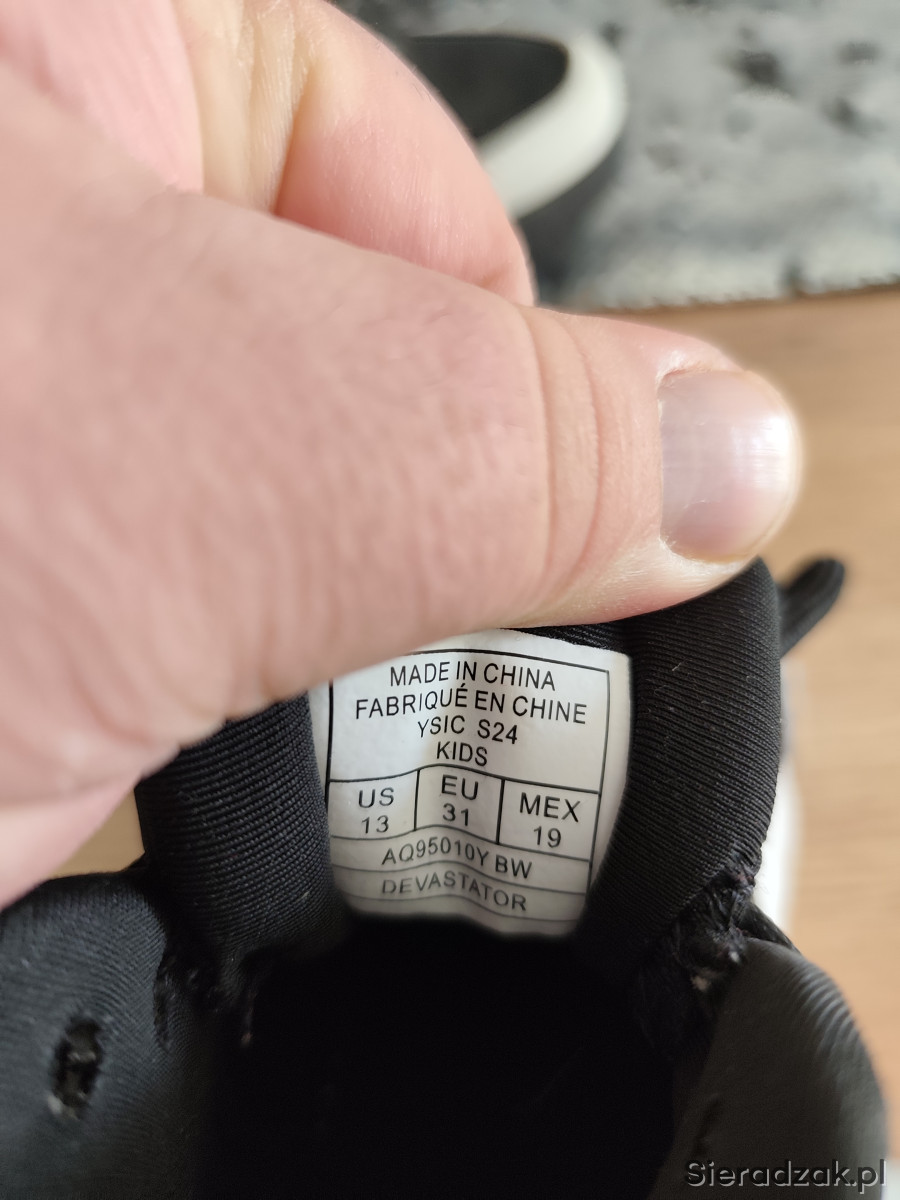 MADE IN CHINA
FABRIQUÉ EN CHINE
YSIC S24
KIDS
US EU MEX
13 31 19
AQ95010Y BW
DEVASTATOR
Sieradzak.pl